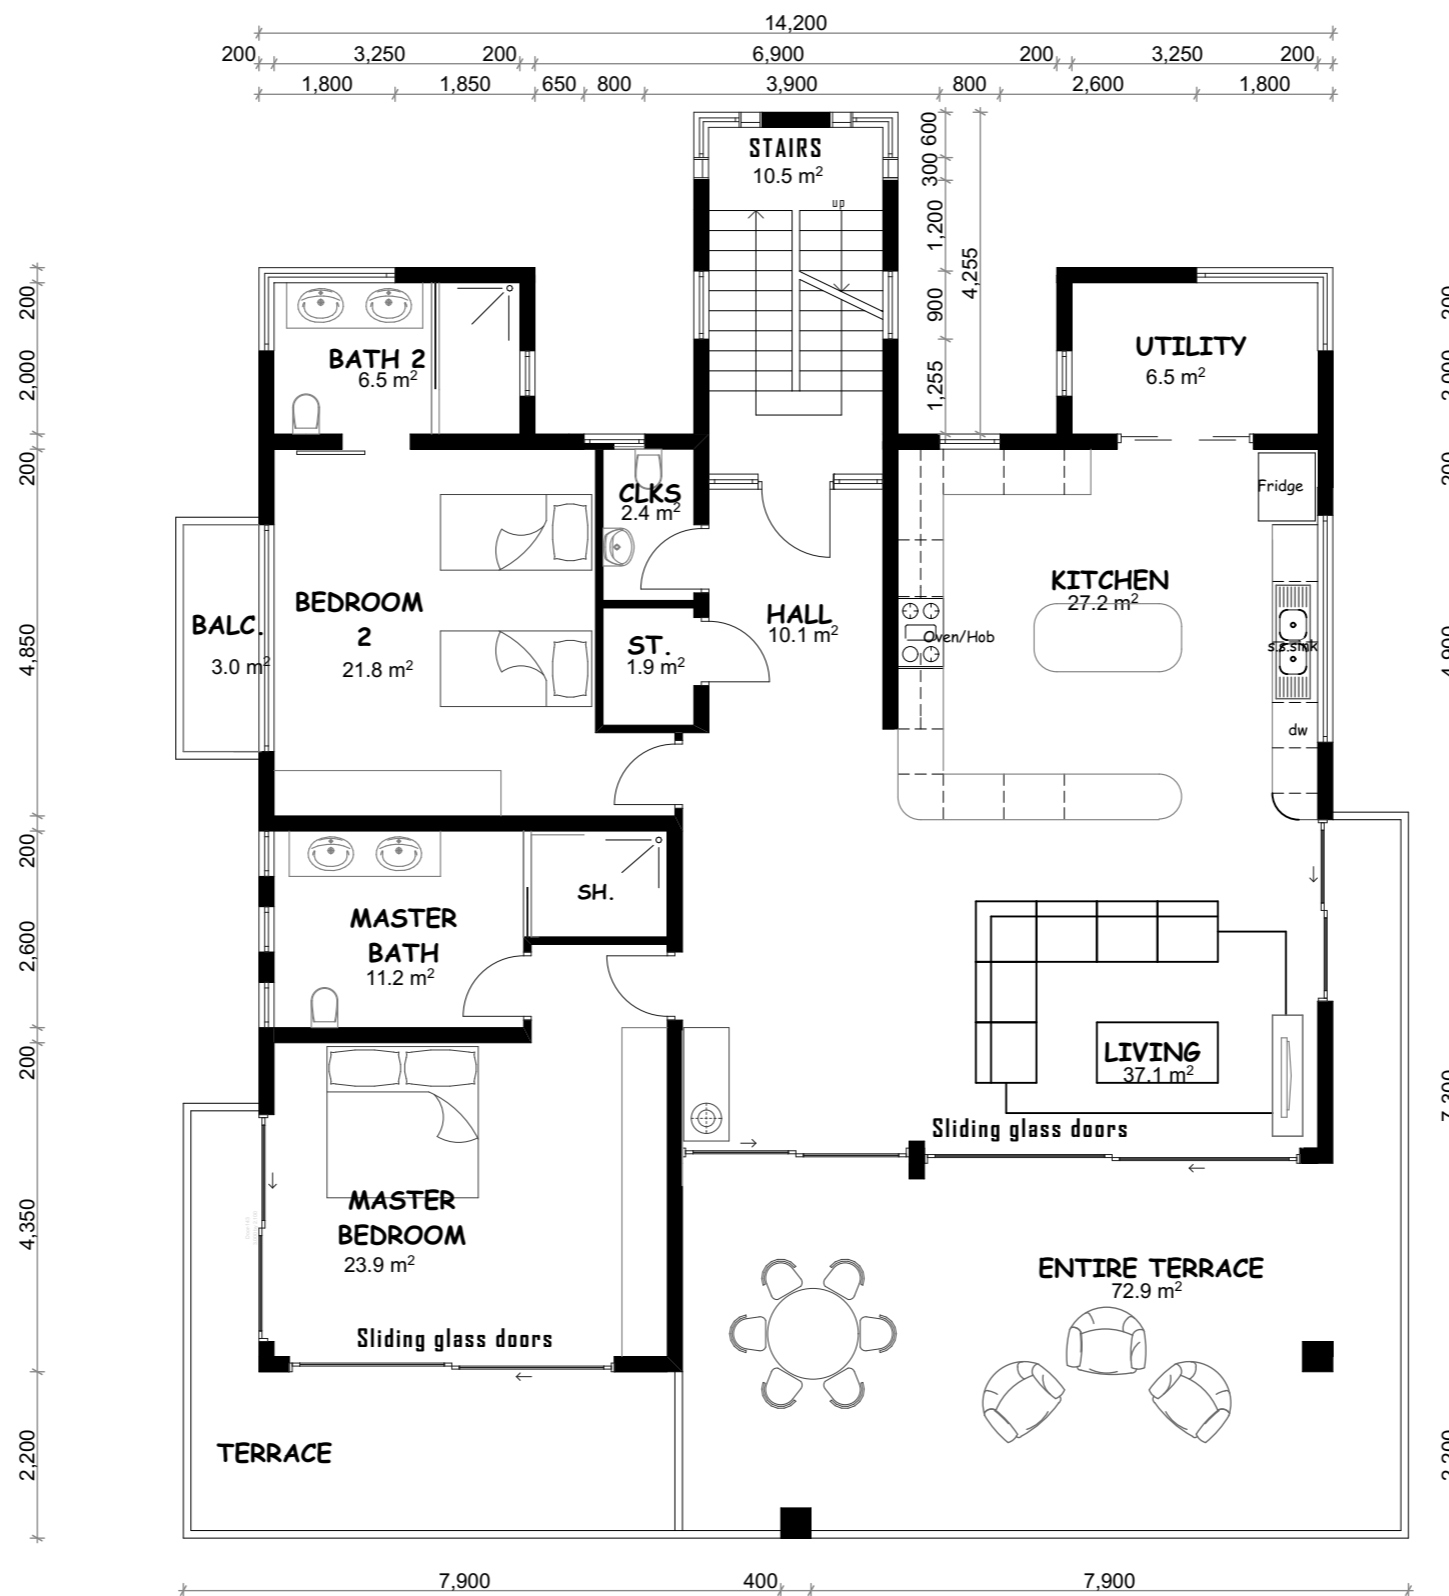 14,200
200 3,250 200 6,900 200 3,250 200
1,800 1,850 650 800 3,900 800 2,600 1,800
600
300
1,200
900
1,255
4,255
STAIRS
10.5 m²
up
200
2,000
200
4,850
200
2,600
200
4,350
2,200
BATH 2
6.5 m²
UTILITY
6.5 m²
CLKS
2.4 m²
Fridge
BEDROOM
2
21.8 m²
BALC.
3.0 m²
ST.
1.9 m²
HALL
10.1 m²
KITCHEN
27.2 m²
Oven/Hob
s.s.sink
dw
MASTER
BATH
11.2 m²
SH.
LIVING
37.1 m²
Sliding glass doors
MASTER
BEDROOM
23.9 m²
Sliding glass doors
ENTIRE TERRACE
72.9 m²
TERRACE
7,900 400 7,900